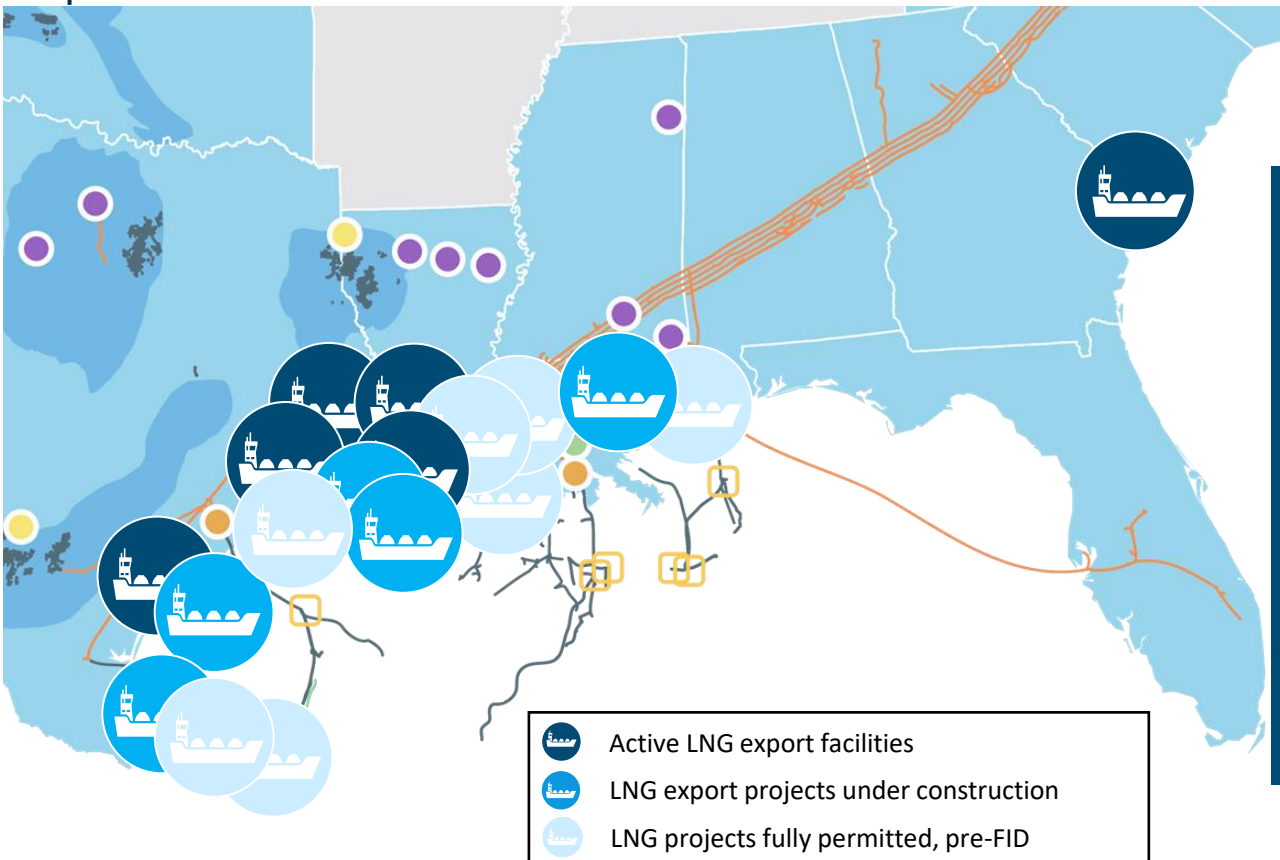 Active LNG export facilities
LNG export projects under construction
LNG projects fully permitted, pre-FID